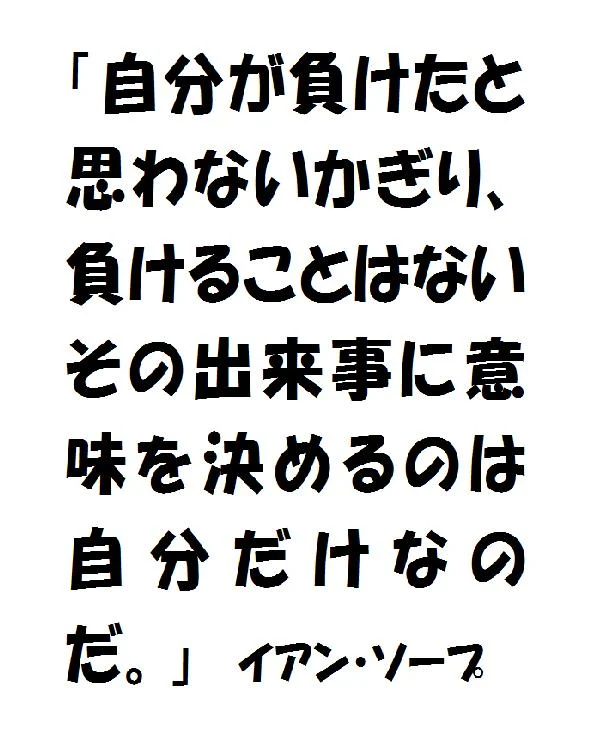 「自分が負けたと
思わないかぎり、
負けることはない
その出来事に意
味を決めるのは
自分だけなの
だ。」 イアン・ソープ